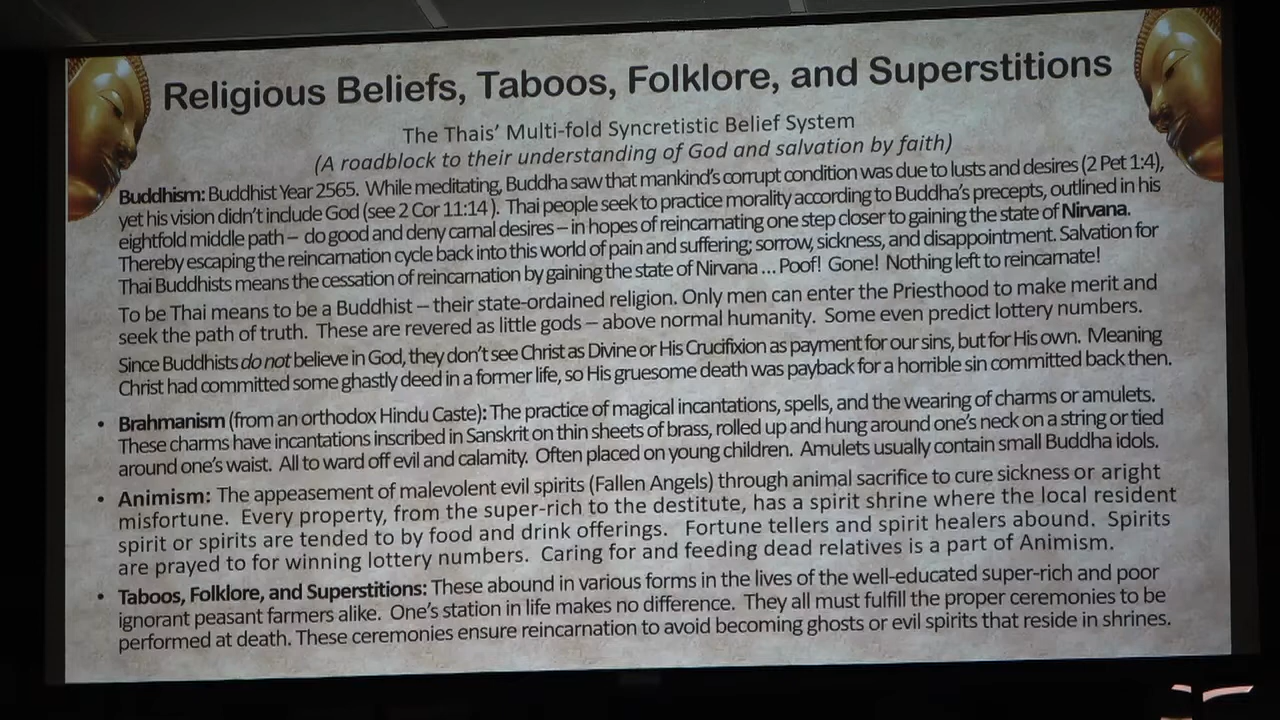 Religious Beliefs, Taboos, Folklore, and Superstitions
The Thais' Multi-fold Syncretistic Belief System
(A roadblock to their understanding of God and salvation by faith)
Buddhism: Buddhist Year 2565. While meditating, Buddha saw that mankind's corrupt condition was due to lusts and desires (2 Pet 1:4),
yet his vision didn't include God (see 2 Cor 11:14). Thai people seek to practice morality according to Buddha's precepts, outlined in his
eightfold middle path – do good and deny carnal desires – in hopes of reincarnating one step closer to gaining the state of Nirvana.
Thereby escaping the reincarnation cycle back into this world of pain and suffering; sorrow, sickness, and disappointment. Salvation for
Thai Buddhists means the cessation of reincarnation by gaining the state of Nirvana ... Poof! Gone! Nothing left to reincarnate!
To be Thai means to be a Buddhist – their state-ordained religion. Only men can enter the Priesthood to make merit and
seek the path of truth. These are revered as little gods – above normal humanity. Some even predict lottery numbers.
Since Buddhists do not believe in God, they don't see Christ as Divine or His Crucifixion as payment for our sins, but for His own. Meaning
Christ had committed some ghastly deed in a former life, so His gruesome death was payback for a horrible sin committed back then.
• Brahmanism (from an orthodox Hindu Caste): The practice of magical incantations, spells, and the wearing of charms or amulets.
These charms have incantations inscribed in Sanskrit on thin sheets of brass, rolled up and hung around one's neck on a string or tied
around one's waist. All to ward off evil and calamity. Often placed on young children. Amulets usually contain small Buddha idols.
• Animism: The appeasement of malevolent evil spirits (Fallen Angels) through animal sacrifice to cure sickness or aright
misfortune. Every property, from the super-rich to the destitute, has a spirit shrine where the local resident
spirit or spirits are tended to by food and drink offerings. Fortune tellers and spirit healers abound. Spirits
are prayed to for winning lottery numbers. Caring for and feeding dead relatives is a part of Animism.
• Taboos, Folklore, and Superstitions: These abound in various forms in the lives of the well-educated super-rich and poor
ignorant peasant farmers alike. One's station in life makes no difference. They all must fulfill the proper ceremonies to be
performed at death. These ceremonies ensure reincarnation to avoid becoming ghosts or evil spirits that reside in shrines.